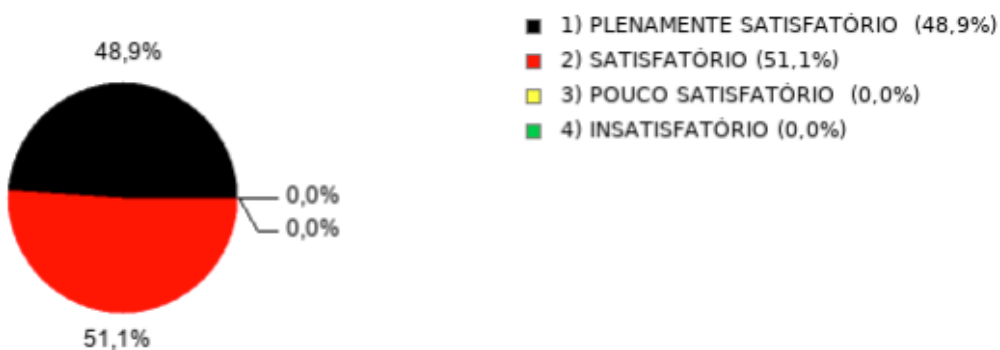 48,9%
0,0%
0,0%
51,1%
1) PLENAMENTE SATISFATÓRIO (48,9%)
2) SATISFATÓRIO (51,1%)
3) POUCO SATISFATÓRIO (0,0%)
4) INSATISFATÓRIO (0,0%)